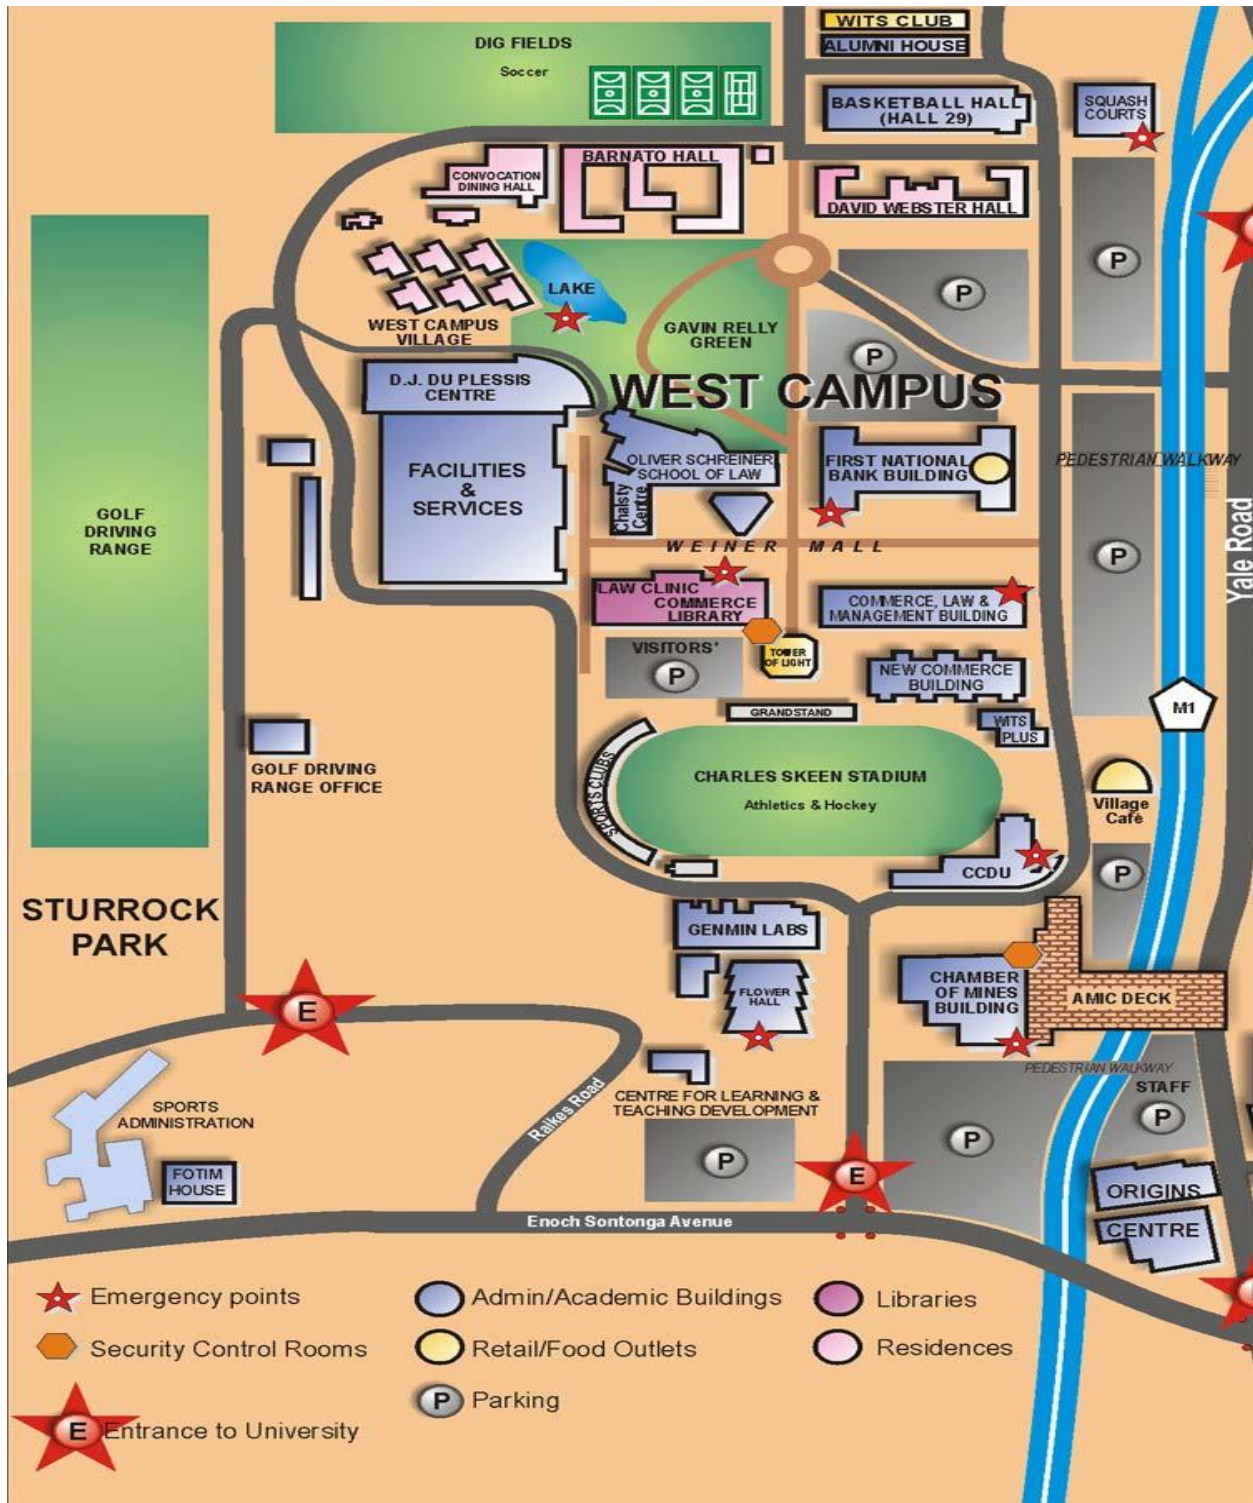 WITS CLUB
ALUMNI HOUSE
DIG FIELDS
Soccer
BASKETBALL HALL
(HALL 29)
SQUASH
COURTS
CONVOCATION
DINING HALL
BARNATO HALL
DAVID WEBSTER HALL
P
P
LAKE
WEST CAMPUS
VILLAGE
GAVIN RELLY
GREEN
P
D.J. DU PLESSIS
CENTRE
WEST CAMPUS
FACILITIES
&
SERVICES
OLIVER SCHREINER
SCHOOL OF LAW
Chalsty
Centre
FIRST NATIONAL
BANK BUILDING
PEDESTRIAN WALKWAY
GOLF
DRIVING
RANGE
WEINER MALL
P
Yale Road
LAW CLINIC
COMMERCE
LIBRARY
COMMERCE, LAW &
MANAGEMENT BUILDING
VISITORS'
P
TOWER
OF LIGHT
NEW COMMERCE
BUILDING
GRANDSTAND
WITS
PLUS
M1
GOLF DRIVING
RANGE OFFICE
SPORTS CLUBS
CHARLES SKEEN STADIUM
Athletics & Hockey
Village
Café
CCDU
P
STURROCK
PARK
GENMIN LABS
FLOWER
HALL
CHAMBER
OF MINES
BUILDING
AMIC DECK
E
PEDESTRIAN WALKWAY
STAFF
P
Raikes Road
CENTRE FOR LEARNING &
TEACHING DEVELOPMENT
P
P
SPORTS
ADMINISTRATION
FOTIM
HOUSE
E
ORIGINS
CENTRE
Enoch Sontonga Avenue
Emergency points
Admin/Academic Buildings
Libraries
Security Control Rooms
Retail/Food Outlets
Residences
P Parking
E Entrance to University